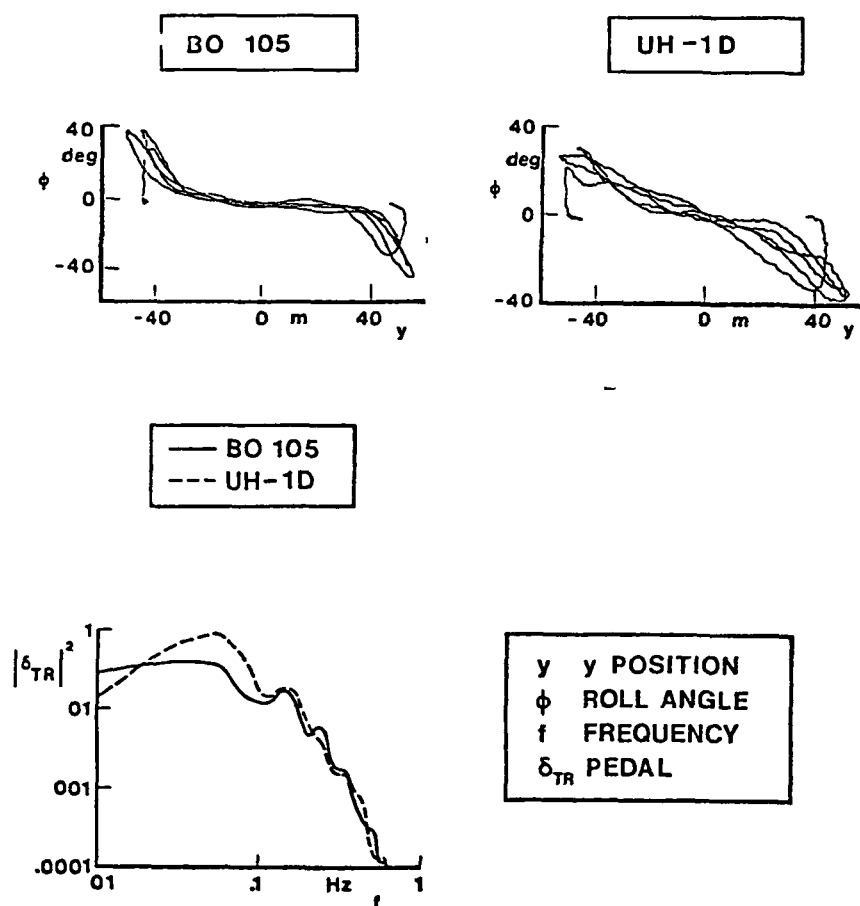 BO 105
UH-1D
40
deg
φ
0
-40
-40 0 m 40 y
40
deg
φ
0
-40
-40 0 m 40 y
BO 105
UH-1D
|δTR|²
1
01
001
.0001
01 .1 Hz 1
f
y y POSITION
φ ROLL ANGLE
f FREQUENCY
δTR PEDAL